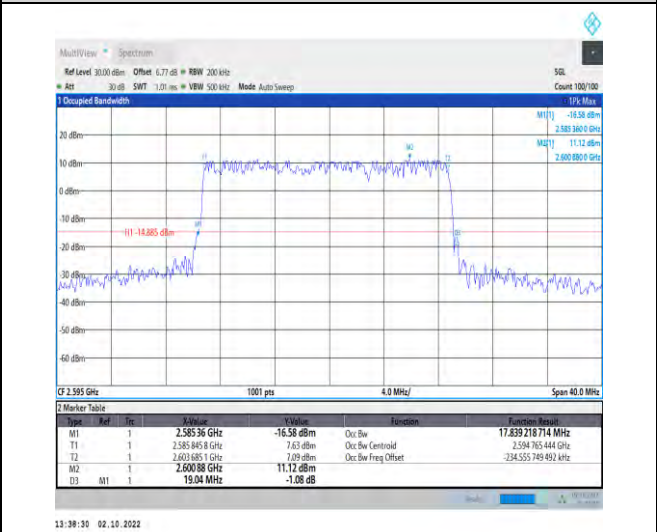 MultiView Spectrum
Ref Level 30.00 dBm Offset 6.77 dB RBW 200 kHz SGL
Att 30 dB SWT 1.01 ms VBW 500 kHz Mode Auto Sweep Count 100/100
1 Occupied Bandwidth 1Pk Max
M1[1] -16.58 dBm
2.585 360 0 GHz
M2[1] 11.12 dBm
2.600 880 0 GHz
20 dBm
M2
T1 T2
10 dBm
0 dBm
-10 dBm
M1
H1 -14.885 dBm
D3
-20 dBm
-30 dBm
-40 dBm
-50 dBm
-60 dBm
CF 2.595 GHz 1001 pts 4.0 MHz/ Span 40.0 MHz
2 Marker Table
Type Ref Trc X-Value Y-Value Function Function Result
M1 1 2.585 36 GHz -16.58 dBm Occ Bw 17.839 218 714 MHz
T1 1 2.585 845 8 GHz 7.63 dBm Occ Bw Centroid 2.594 765 444 GHz
T2 1 2.603 685 1 GHz 7.09 dBm Occ Bw Freq Offset -234.555 749 492 kHz
M2 1 2.600 88 GHz 11.12 dBm
D3 M1 1 19.04 MHz -1.08 dB
13:38:30 02.10.2022